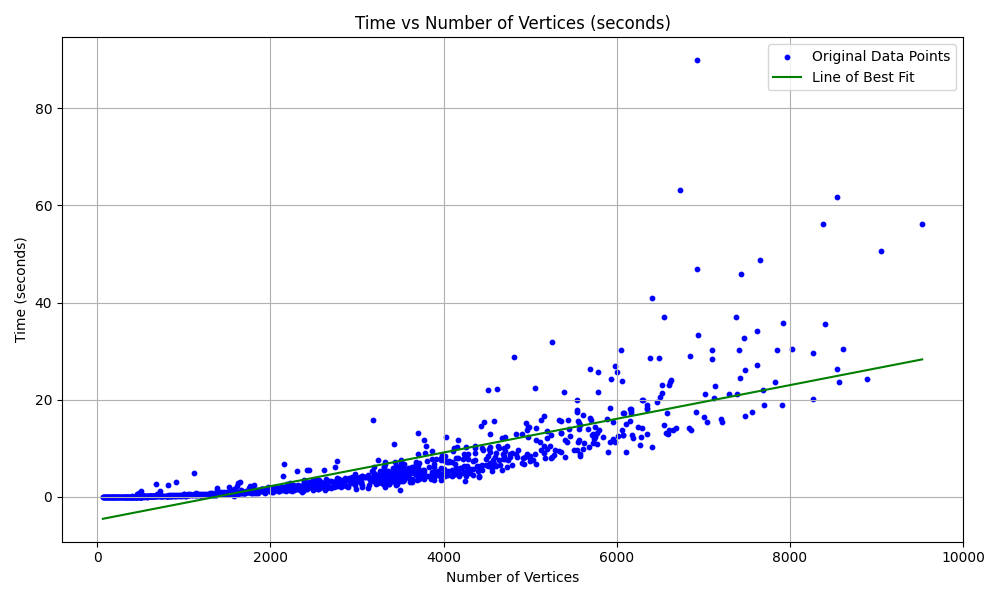 Time vs Number of Vertices (seconds)
Original Data Points
Line of Best Fit
Time (seconds)
80
60
40
20
0
0 2000 4000 6000 8000 10000
Number of Vertices